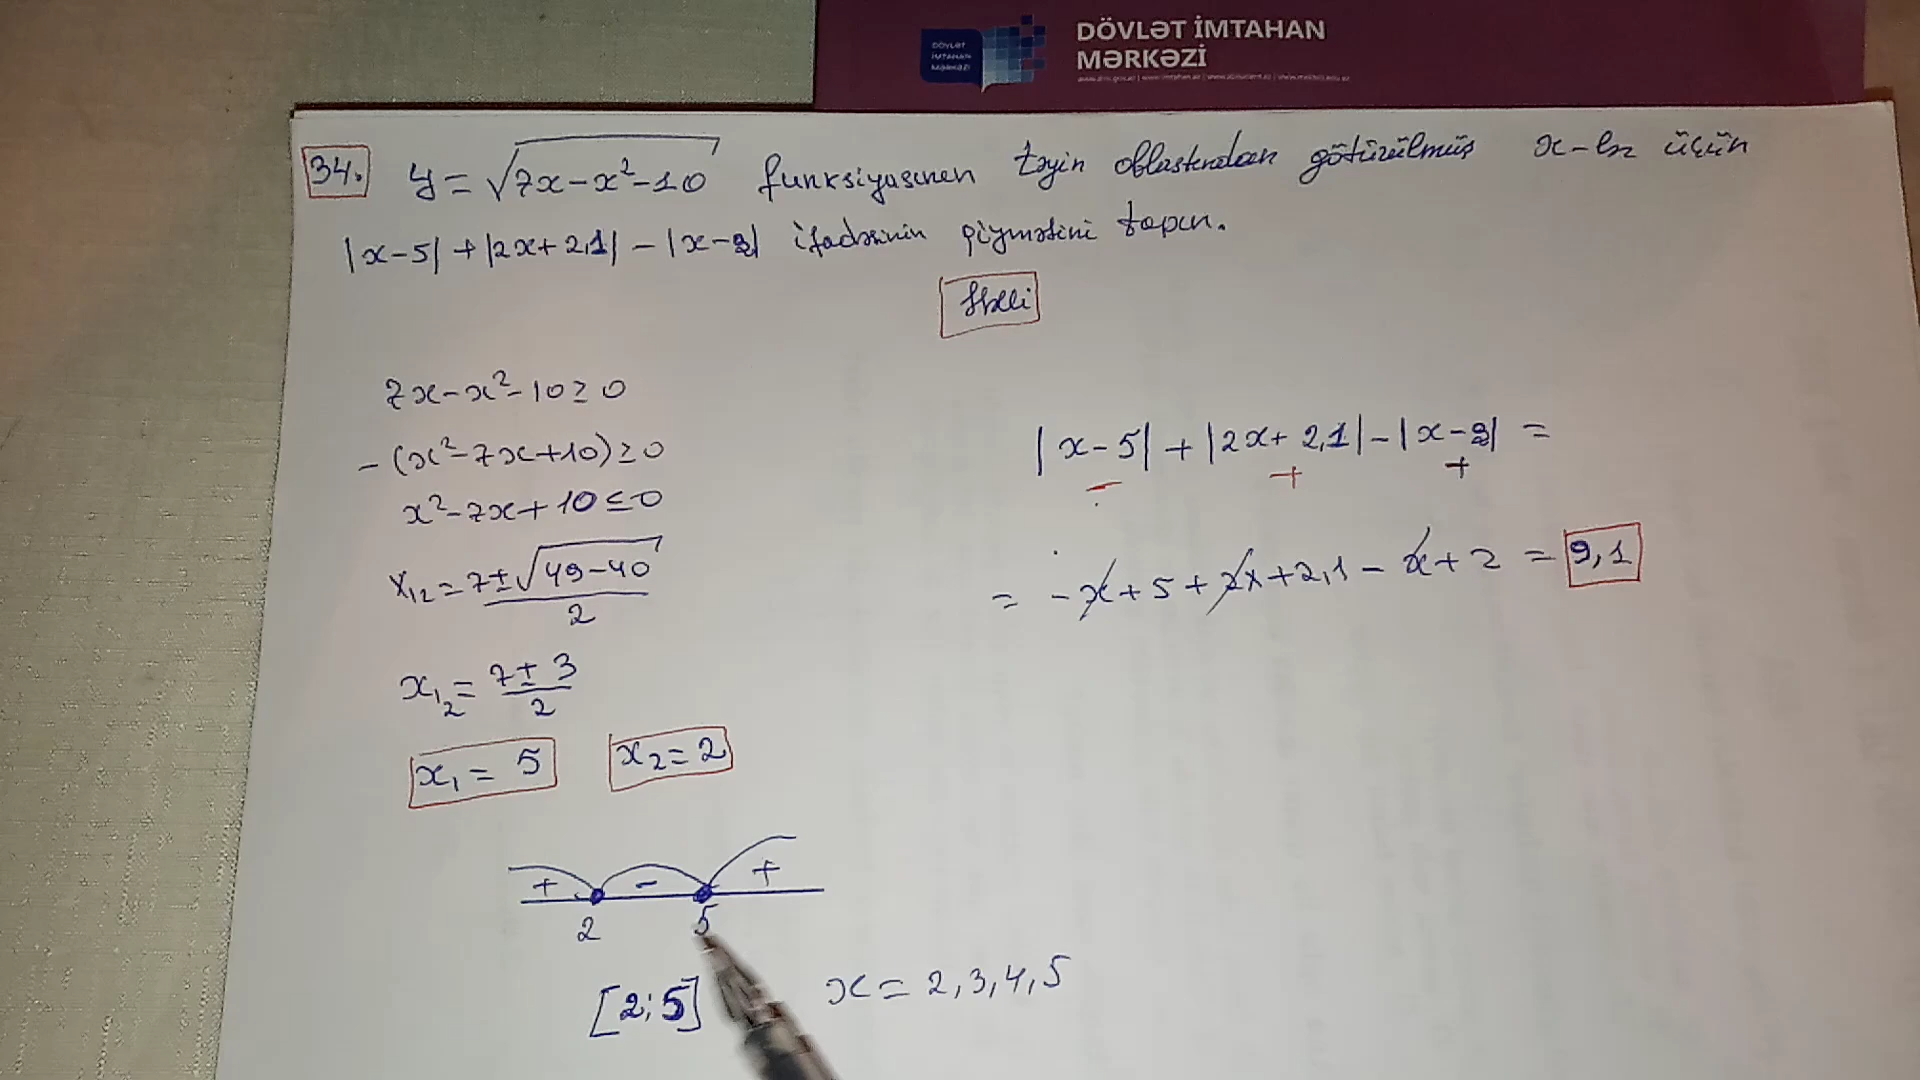 DÖVLƏT İMTAHAN
MƏRKƏZİ
DÖVLƏT
İMTAHAN
MƏRKƏZİ
34. y = √(7x-x²-10) funksiyasının təyin oblastından götürülmüş x-lər üçün
|x-5| + |2x+2,1| - |x-2| ifadəsinin qiymətini tapın.
Həlli
7x-x²-10≥0
-(x²-7x+10)≥0
x²-7x+10≤0
x₁₂ = (7±√(49-40))/2
x₁₂ = (7±3)/2
x₁ = 5 x₂ = 2
+ - +
2 5
[2;5] x = 2,3,4,5
|x-5| + |2x+2,1| - |x-2| =
- + +
= -x+5+2x+2,1-x+2 = 9,1